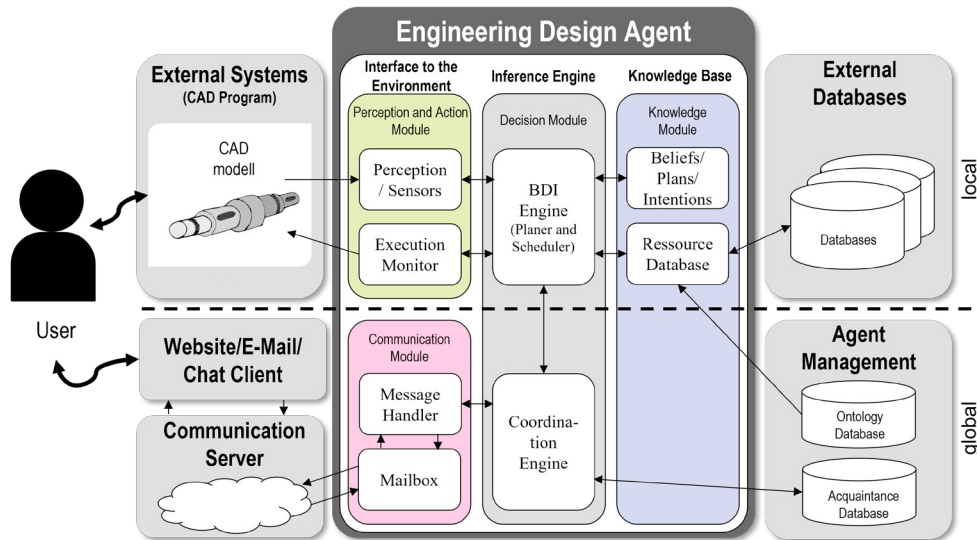 Engineering Design Agent
External Systems
(CAD Program)
CAD
modell
User
Website/E-Mail/
Chat Client
Communication
Server
Interface to the
Environment
Perception and Action
Module
Perception
/ Sensors
Execution
Monitor
Communication
Module
Message
Handler
Mailbox
Inference Engine
Decision Module
BDI
Engine
(Planer and
Scheduler)
Coordina-
tion
Engine
Knowledge Base
Knowledge
Module
Beliefs/
Plans/
Intentions
Ressource
Database
External
Databases
Databases
local
Agent
Management
Ontology
Database
Acquaintance
Database
global